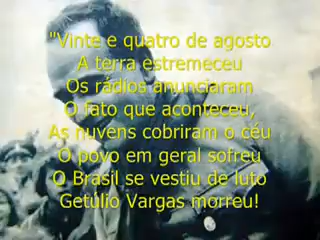 "Vinte e quatro de agosto
A terra estremeceu
Os rádios anunciaram
O fato que aconteceu,
As nuvens cobriram o céu
O povo em geral sofreu
O Brasil se vestiu de luto
Getúlio Vargas morreu!